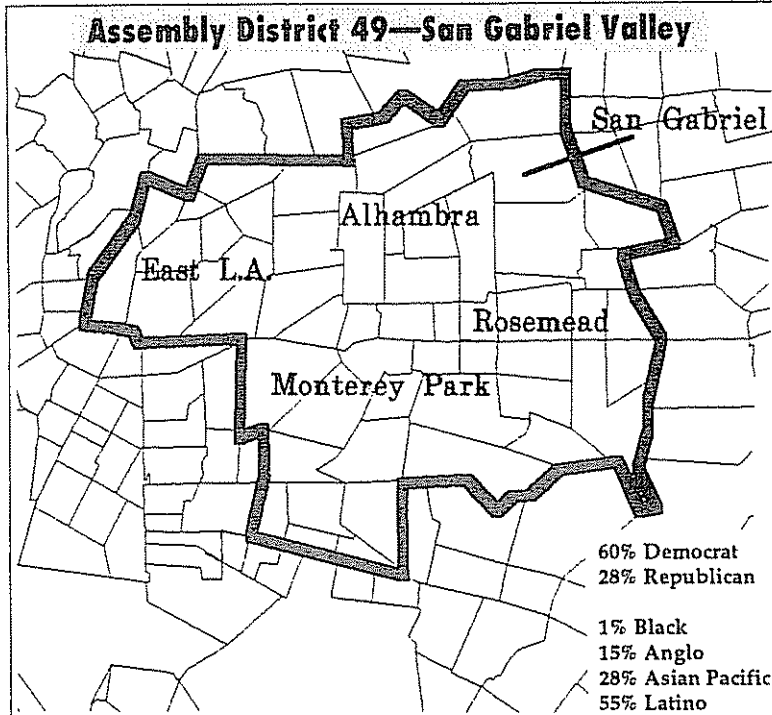 Assembly District 49—San Gabriel Valley
San Gabriel
Alhambra
East L.A.
Rosemead
Monterey Park
60% Democrat
28% Republican
1% Black
15% Anglo
28% Asian Pacific
55% Latino